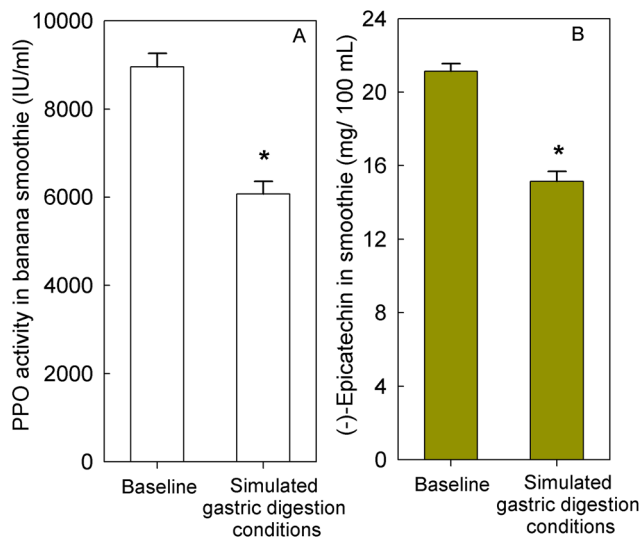 PPO activity in banana smoothie (IU/ml)
10000
8000
6000
4000
2000
0
A
*
Baseline
Simulated
gastric digestion
conditions
(-)-Epicatechin in smoothie (mg/ 100 mL)
24
20
16
12
8
4
0
B
*
Baseline
Simulated
gastric digestion
conditions